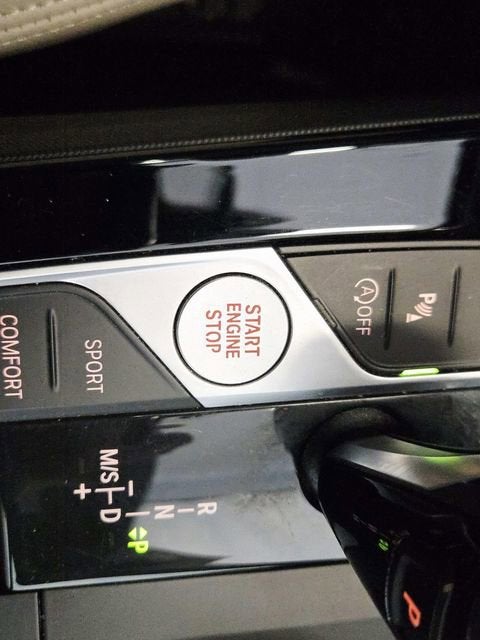 START
ENGINE
STOP
A OFF
P
SPORT
COMFORT
R
N
M/S D
+ −
P
P